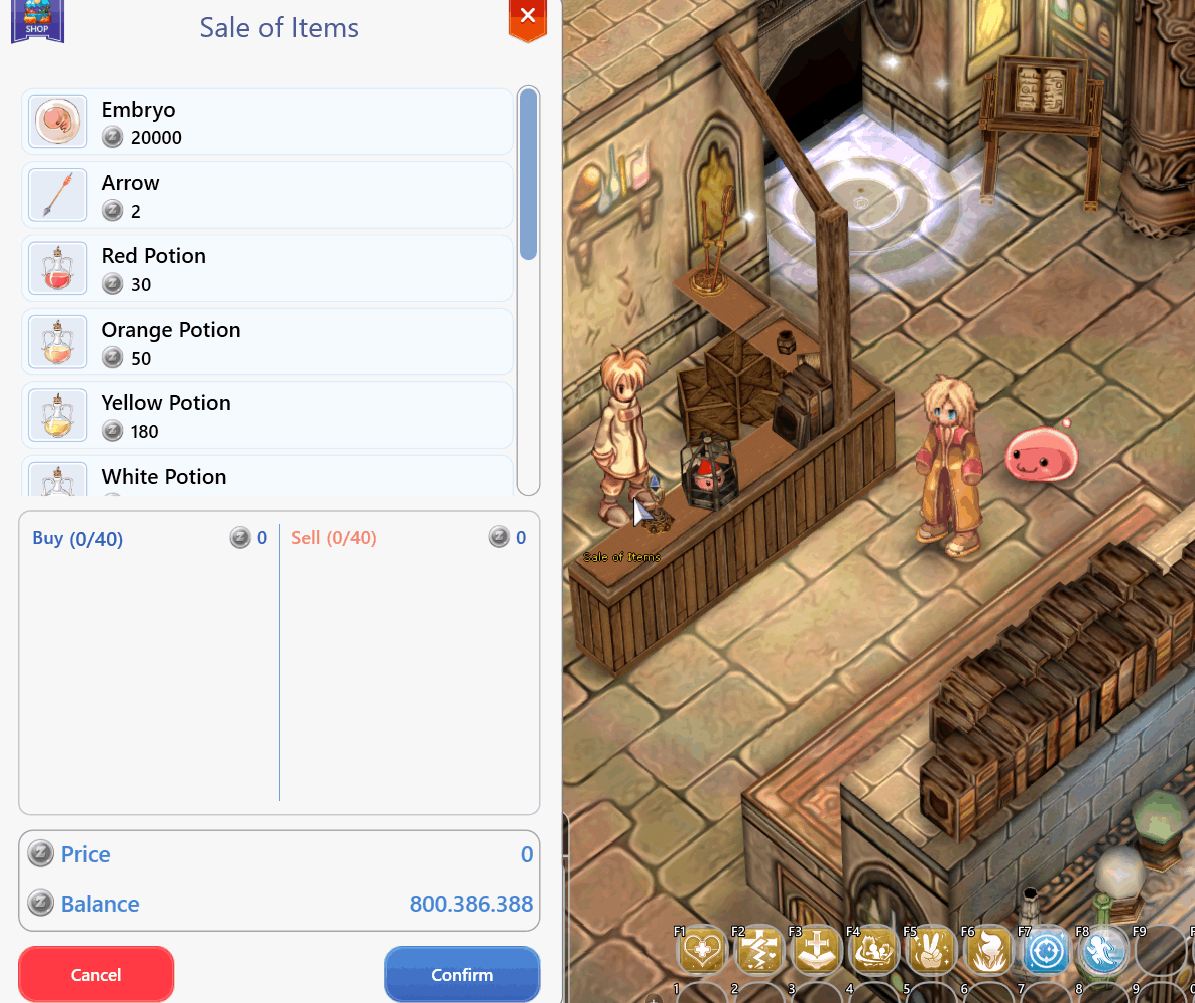 SHOP
Sale of Items
Embryo
20000
Arrow
2
Red Potion
30
Orange Potion
50
Yellow Potion
180
White Potion
Buy (0/40) 0 Sell (0/40) 0
Price 0
Balance 800.386.388
Cancel Confirm
Sale of Items
F1 F2 F3 F4 F5 F6 F7 F8 F9
1 2 3 4 5 6 7 8 9